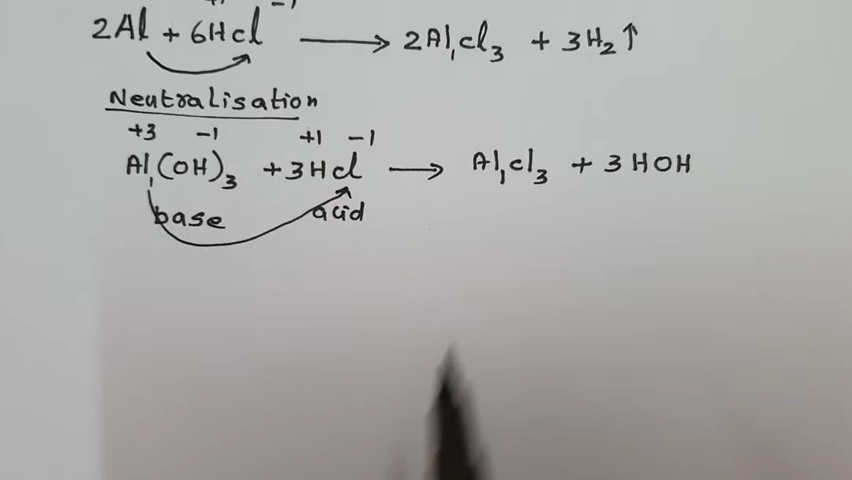 2Al + 6HCl ⟶ 2Al₁Cl₃ + 3H₂↑
Neutralisation
+3 -1 +1 -1
Al₁(OH)₃ + 3HCl ⟶ Al₁Cl₃ + 3HOH
base acid